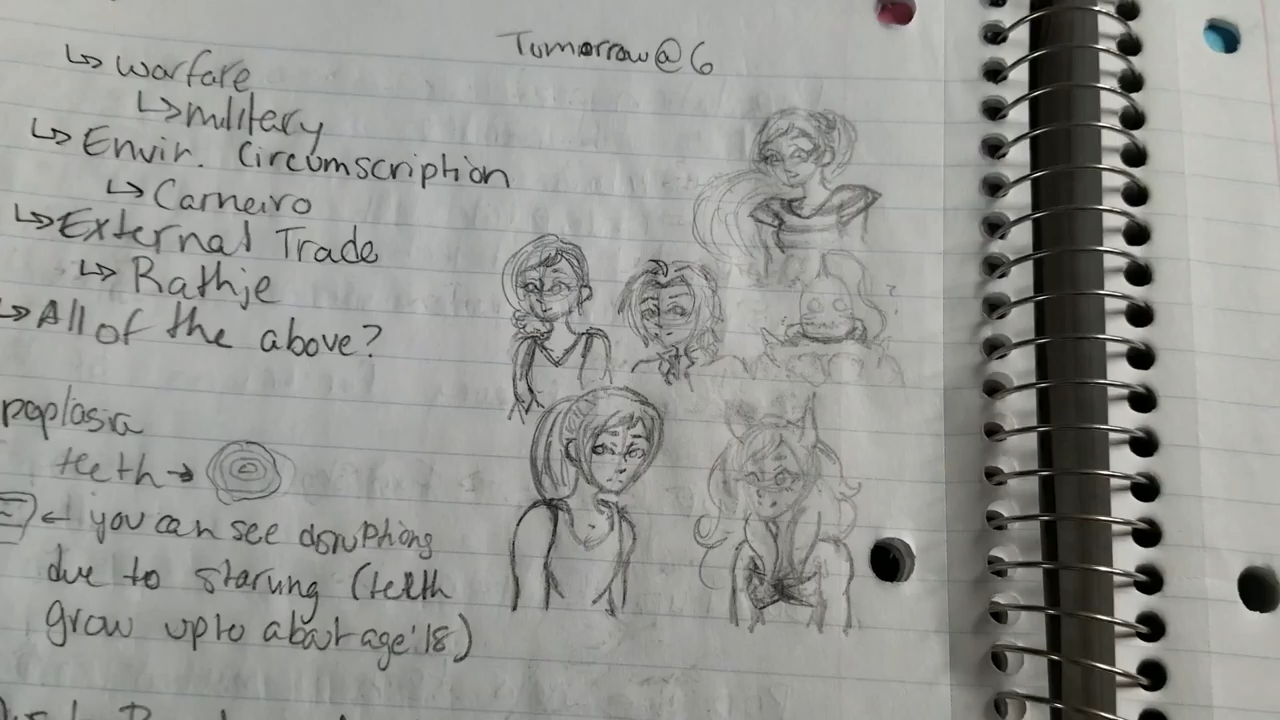 Tomorrow@6
↳ warfare
↳ military
↳ Envir. Circumscription
↳ Carneiro
↳ External Trade
↳ Rathje
↳ All of the above?
poplasia
teeth →
← you can see disruptions
due to starving (teeth
grow up to about age 18)